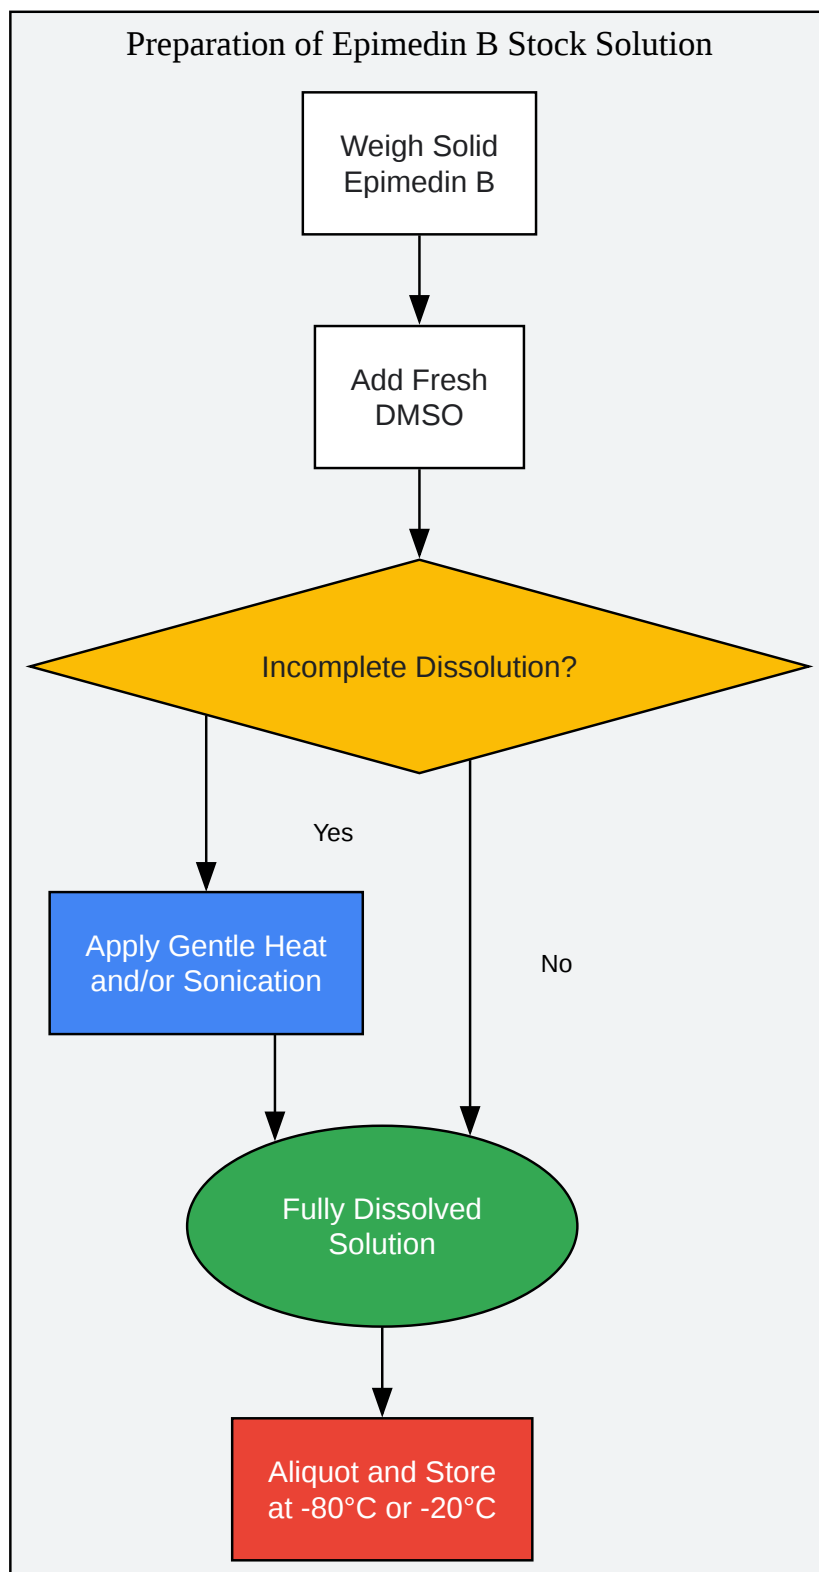 Preparation of Epimedin B Stock Solution
Weigh Solid
Epimedin B
Add Fresh
DMSO
Incomplete Dissolution?
Yes
Apply Gentle Heat
and/or Sonication
No
Fully Dissolved
Solution
Aliquot and Store
at -80°C or -20°C